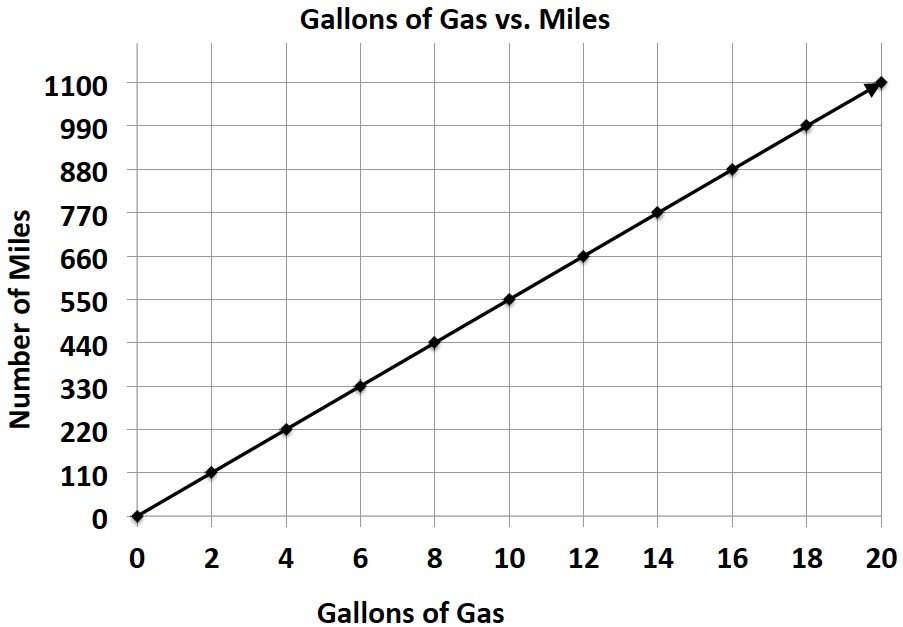 Gallons of Gas vs. Miles
1100
990
880
770
660
550
440
330
220
110
0
Number of Miles
0 2 4 6 8 10 12 14 16 18 20
Gallons of Gas